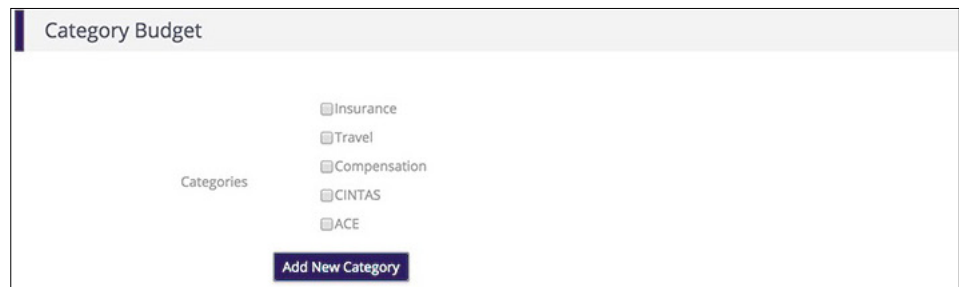 Category Budget
Insurance
Travel
Compensation
Categories
CINTAS
ACE
Add New Category